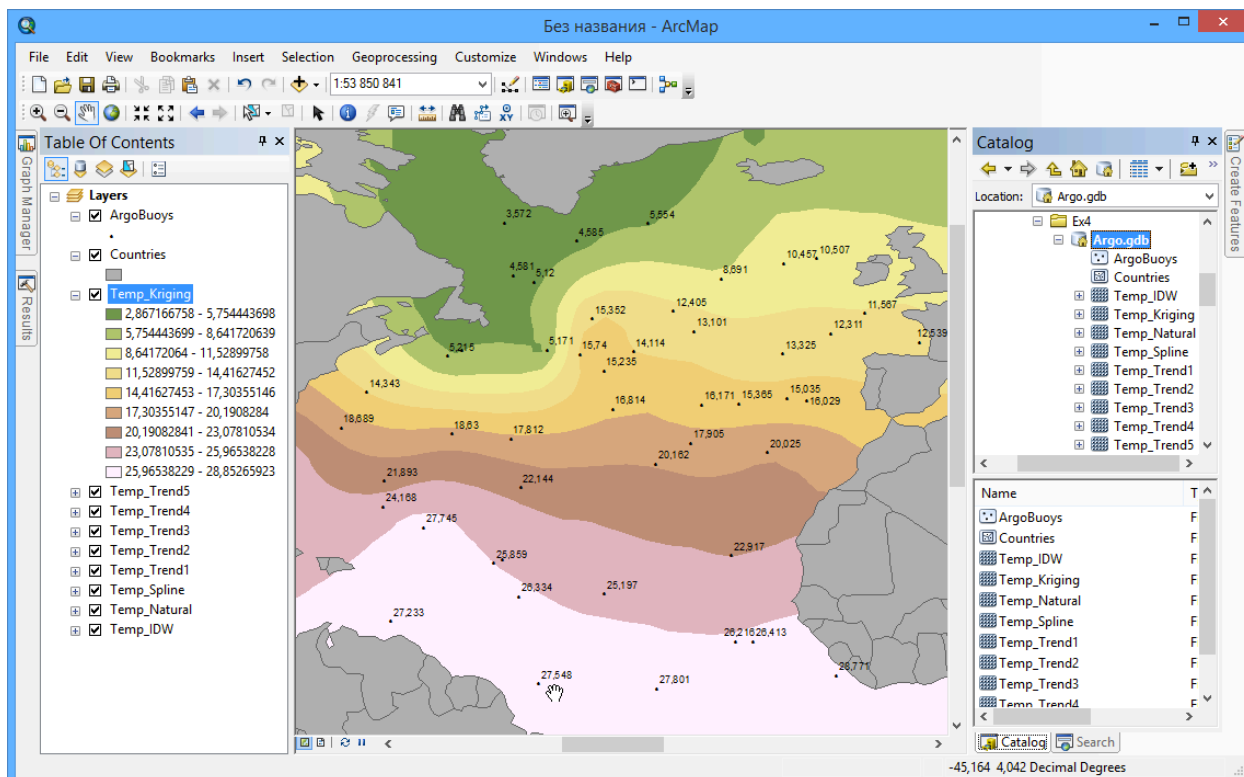 Без названия - ArcMap
File Edit View Bookmarks Insert Selection Geoprocessing Customize Windows Help
1:53 850 841
Table Of Contents
Graph Manager
Results
Layers
ArgoBuoys
Countries
Temp_Kriging
2,867166758 - 5,754443698
5,754443699 - 8,641720639
8,64172064 - 11,52899758
11,52899759 - 14,41627452
14,41627453 - 17,30355146
17,30355147 - 20,1908284
20,19082841 - 23,07810534
23,07810535 - 25,96538228
25,96538229 - 28,85265923
Temp_Trend5
Temp_Trend4
Temp_Trend3
Temp_Trend2
Temp_Trend1
Temp_Spline
Temp_Natural
Temp_IDW
3,572
5,554
4,585
10,457 10,507
4,581
5,12
8,691
12,405
11,567
15,352
13,101
12,311
12,539
5,215
5,171
15,74
14,114
13,325
15,235
14,343
16,171
15,365
15,035
16,029
16,814
18,689
18,63
17,812
17,905
20,025
20,162
21,893
22,144
24,168
27,745
22,917
25,859
26,334
25,197
27,233
26,216 26,413
28,771
27,548
27,801
Catalog
Location: Argo.gdb
Ex4
Argo.gdb
ArgoBuoys
Countries
Temp_IDW
Temp_Kriging
Temp_Natural
Temp_Spline
Temp_Trend1
Temp_Trend2
Temp_Trend3
Temp_Trend4
Temp_Trend5
Name T
ArgoBuoys F
Countries F
Temp_IDW F
Temp_Kriging F
Temp_Natural F
Temp_Spline F
Temp_Trend1 F
Temp_Trend2 F
Temp_Trend3 F
Temp_Trend4 F
Catalog Search
Create Features
-45,164 4,042 Decimal Degrees